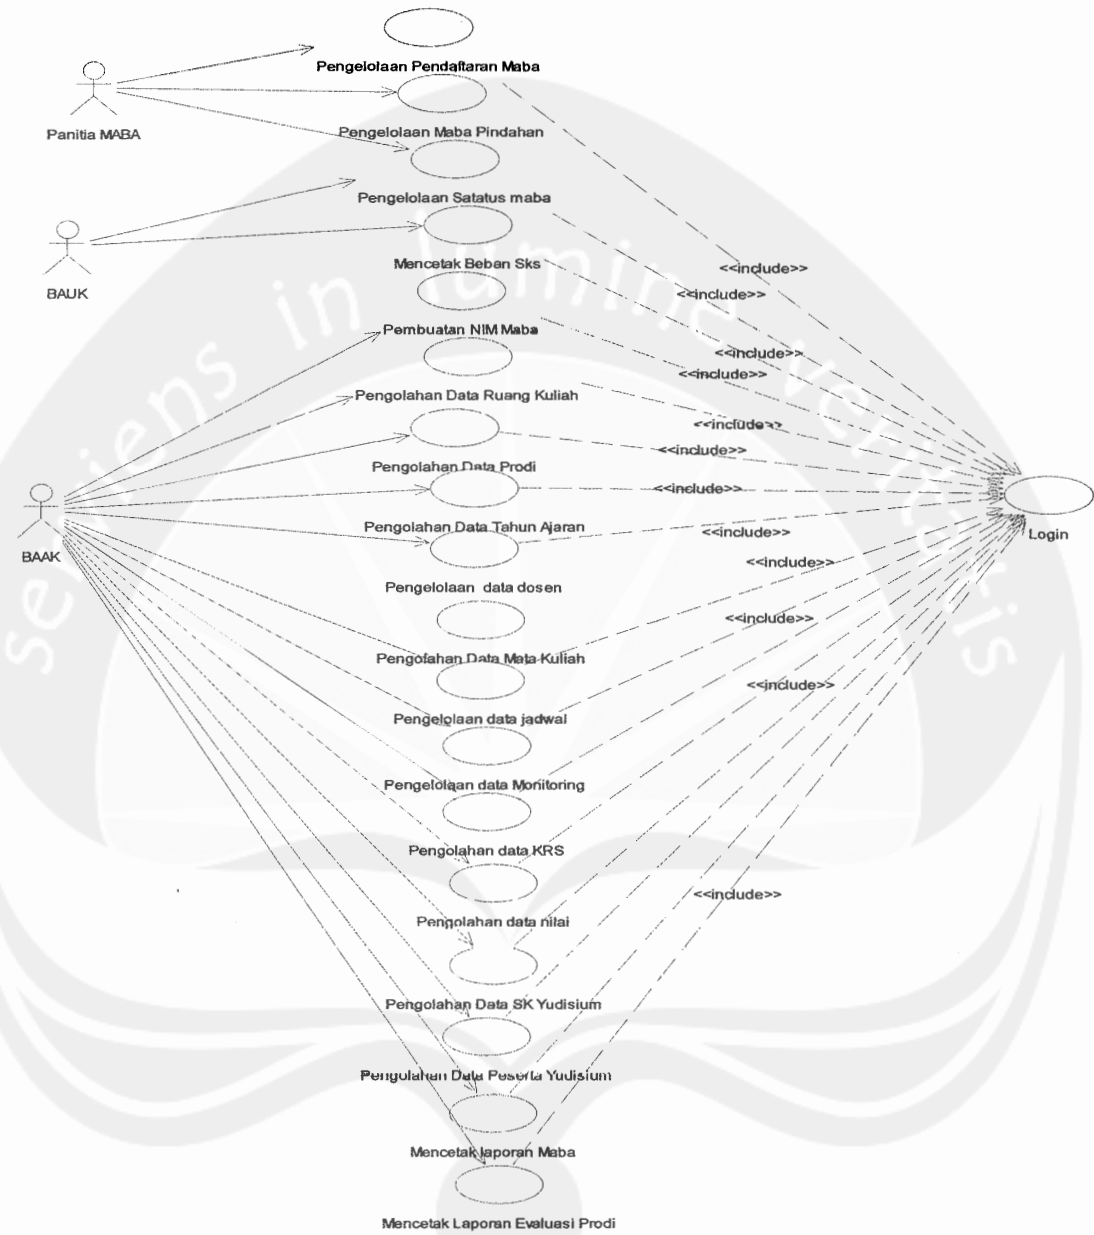 Pengelolaan Pendaftaran Maba
Panitia MABA
Pengelolaan Maba Pindahan
Pengelolaan Satatus maba
BAUK
Mencetak Beban Sks
<<include>>
<<include>>
Pembuatan NIM Maba
<<include>>
<<include>>
Pengolahan Data Ruang Kuliah
<<include>>
<<include>>
Pengolahan Data Prodi
<<include>>
Pengolahan Data Tahun Ajaran
<<include>>
Login
BAAK
<<include>>
Pengelolaan data dosen
<<include>>
Pengolahan Data Mata Kuliah
<<include>>
Pengelolaan data jadwal
Pengelolaan data Monitoring
Pengolahan data KRS
<<include>>
Pengolahan data nilai
Pengolahan Data SK Yudisium
Pengolahan Data Peserta Yudisium
Mencetak laporan Maba
Mencetak Laporan Evaluasi Prodi
serviens in lumine veritatis